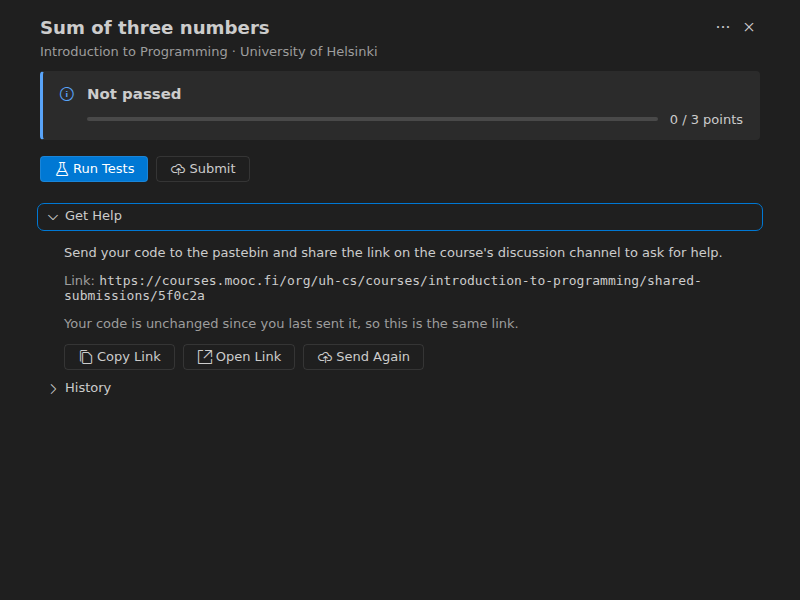 Sum of three numbers
Introduction to Programming · University of Helsinki
Not passed
0 / 3 points
Run Tests
Submit
Get Help
Send your code to the pastebin and share the link on the course's discussion channel to ask for help.
Link: https://courses.mooc.fi/org/uh-cs/courses/introduction-to-programming/shared-
submissions/5f0c2a
Your code is unchanged since you last sent it, so this is the same link.
Copy Link
Open Link
Send Again
History